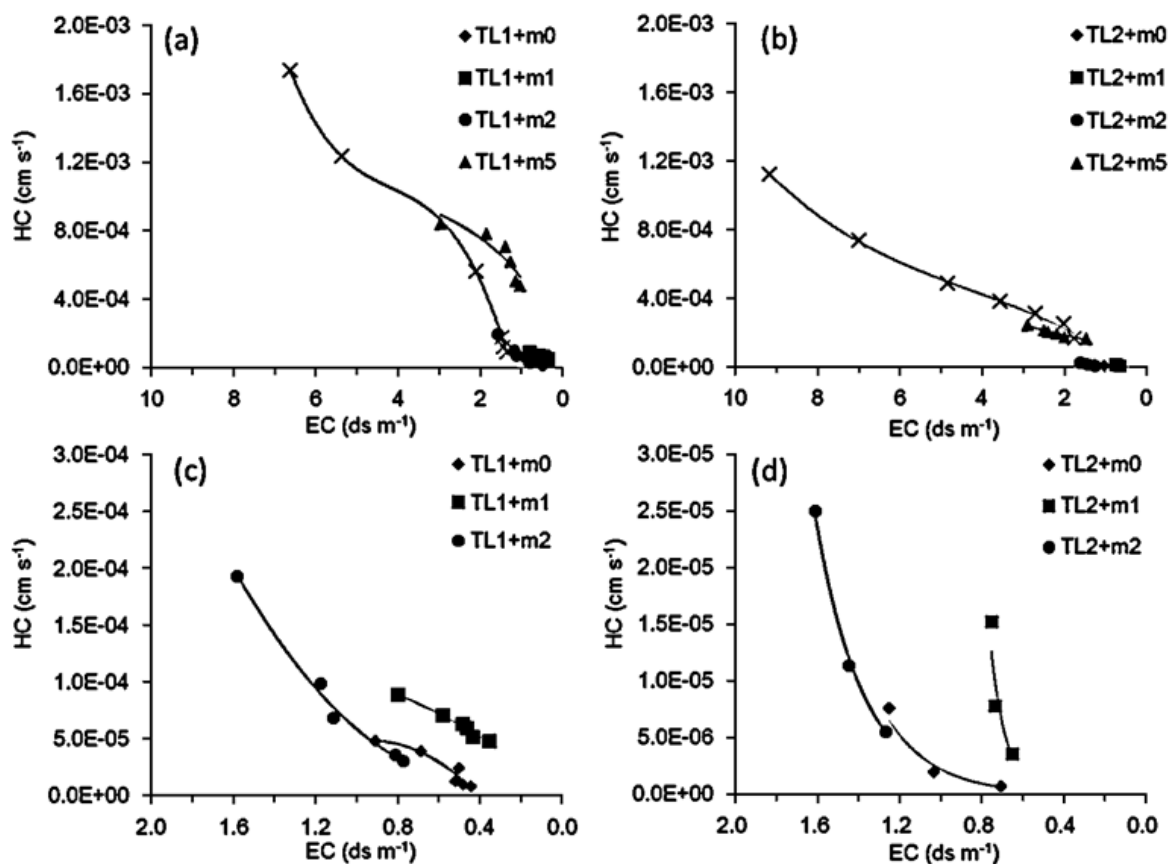 (a)
HC (cm s⁻¹)
2.0E-03
1.6E-03
1.2E-03
8.0E-04
4.0E-04
0.0E+00
10 8 6 4 2 0
EC (ds m⁻¹)
TL1+m0
TL1+m1
TL1+m2
TL1+m5
(b)
HC (cm s⁻¹)
2.0E-03
1.6E-03
1.2E-03
8.0E-04
4.0E-04
0.0E+00
10 8 6 4 2 0
EC (ds m⁻¹)
TL2+m0
TL2+m1
TL2+m2
TL2+m5
(c)
HC (cm s⁻¹)
3.0E-04
2.5E-04
2.0E-04
1.5E-04
1.0E-04
5.0E-05
0.0E+00
2.0 1.6 1.2 0.8 0.4 0.0
EC (ds m⁻¹)
TL1+m0
TL1+m1
TL1+m2
(d)
HC (cm s⁻¹)
3.0E-05
2.5E-05
2.0E-05
1.5E-05
1.0E-05
5.0E-06
0.0E+00
2.0 1.6 1.2 0.8 0.4 0.0
EC (ds m⁻¹)
TL2+m0
TL2+m1
TL2+m2